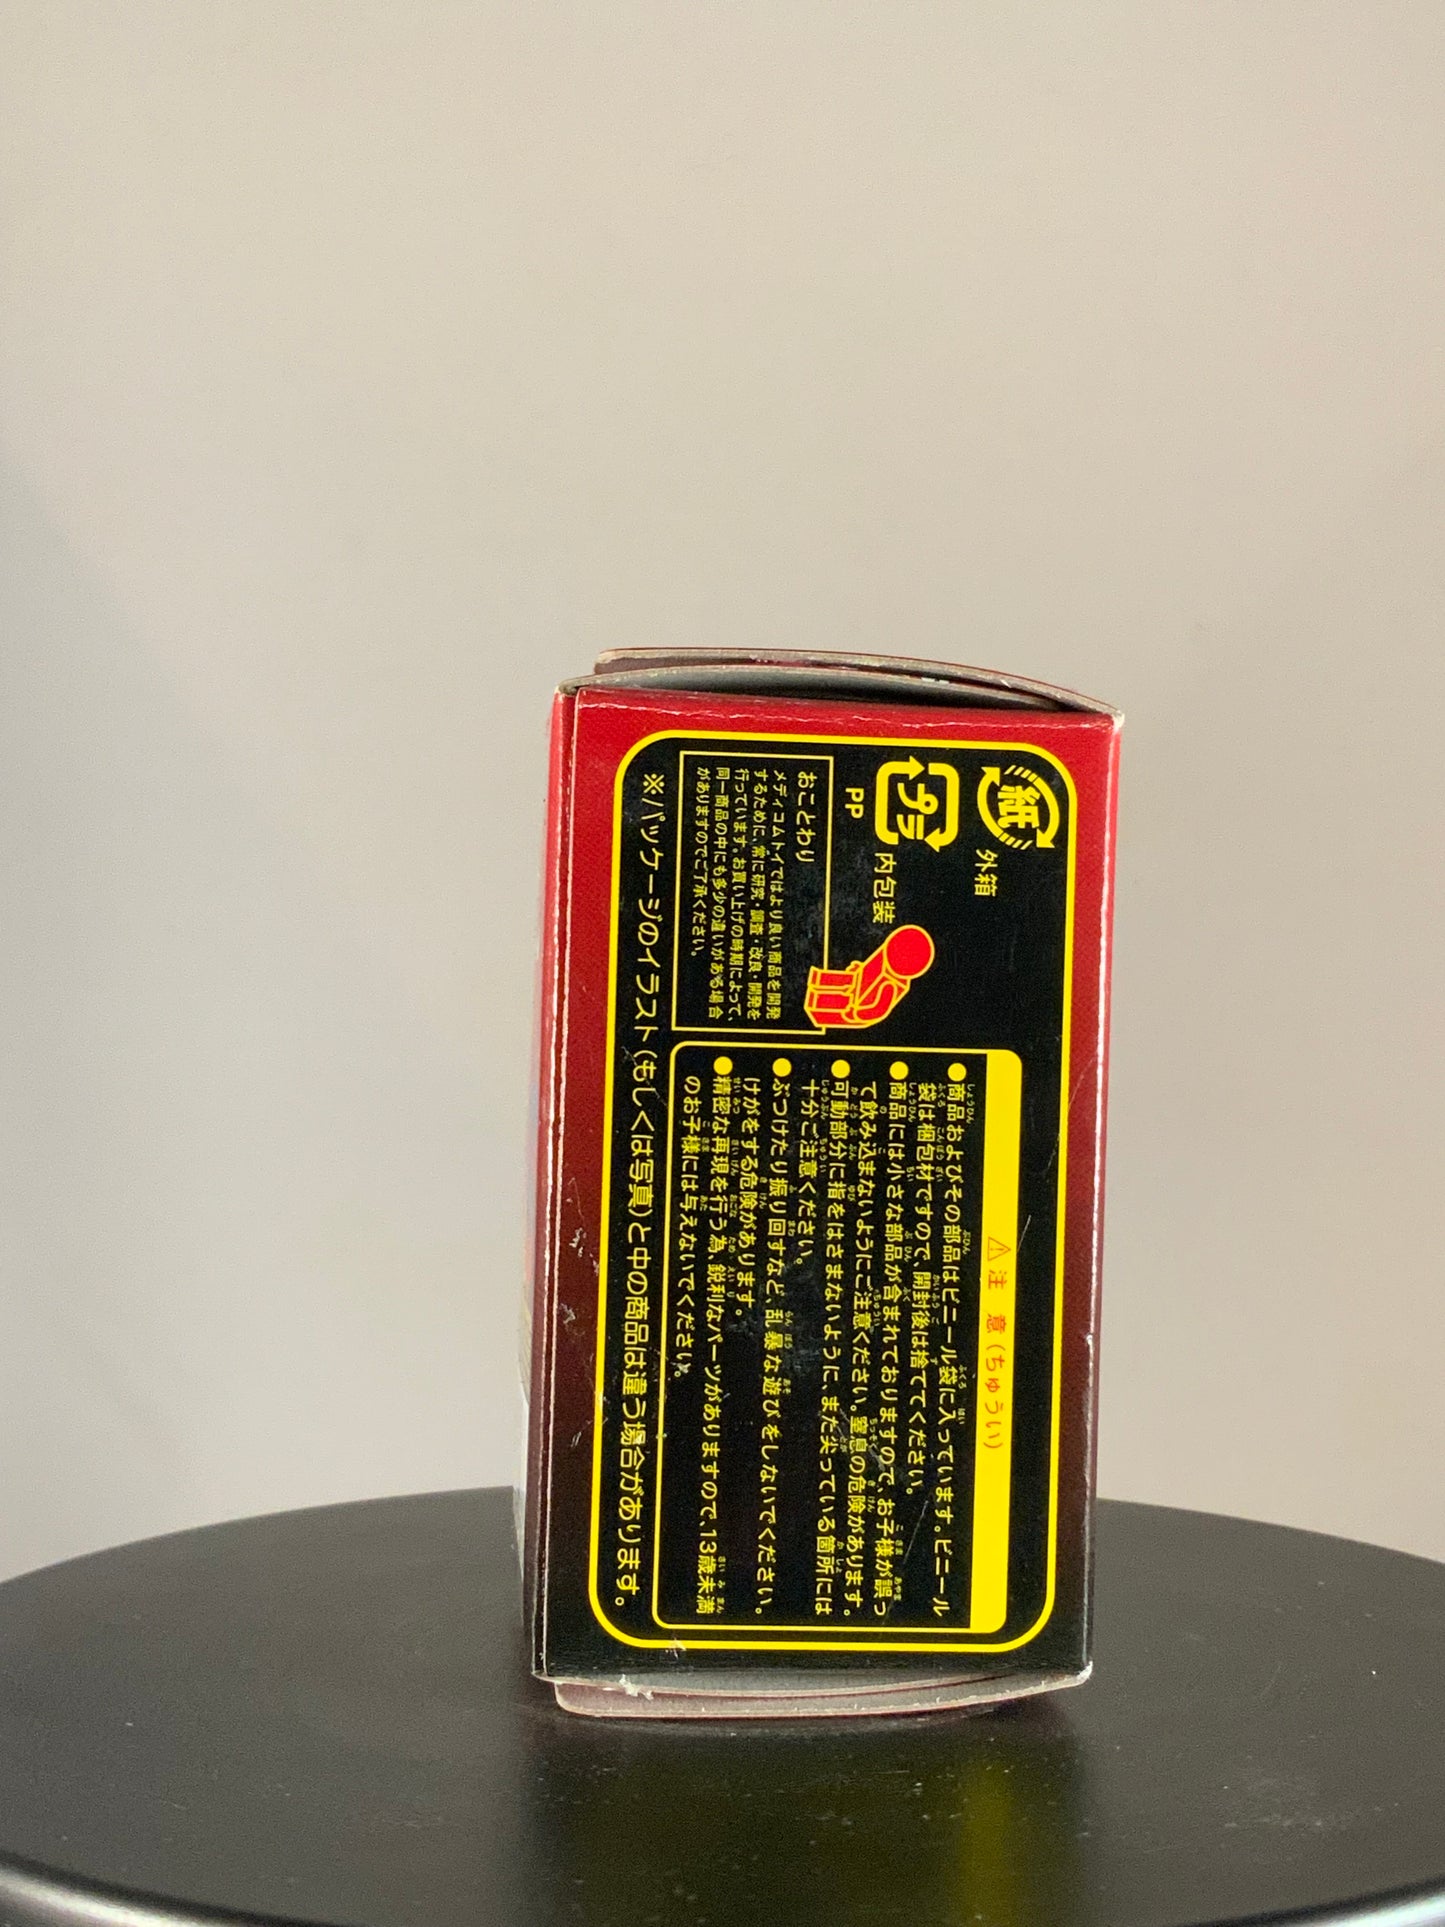 紙
外箱
プラ
内包装
PP
おことわり
メディコムトイではより良い商品を開発
するために、常に研究・調査・改良・開発を
行っています。お買い上げの時期によって、
同一商品の中にも多少の違いがある場合
がありますのでご了承ください。
⚠注 意(ちゅうい)
●商品およびその部品はビニール袋に入っています。ビニール
袋は梱包材ですので、開封後は捨ててください。
●商品には小さな部品が含まれておりますので、お子様が誤っ
て飲み込まないようにご注意ください。窒息の危険があります。
●可動部分に指をはさまないように、また尖っている箇所には
十分ご注意ください。
●ぶつけたり振り回すなど、乱暴な遊びをしないでください。
けがをする危険があります。
●精密な再現を行う為、鋭利なパーツがありますので、13歳未満
のお子様には与えないでください。
※パッケージのイラスト(もしくは写真)と中の商品は違う場合があります。